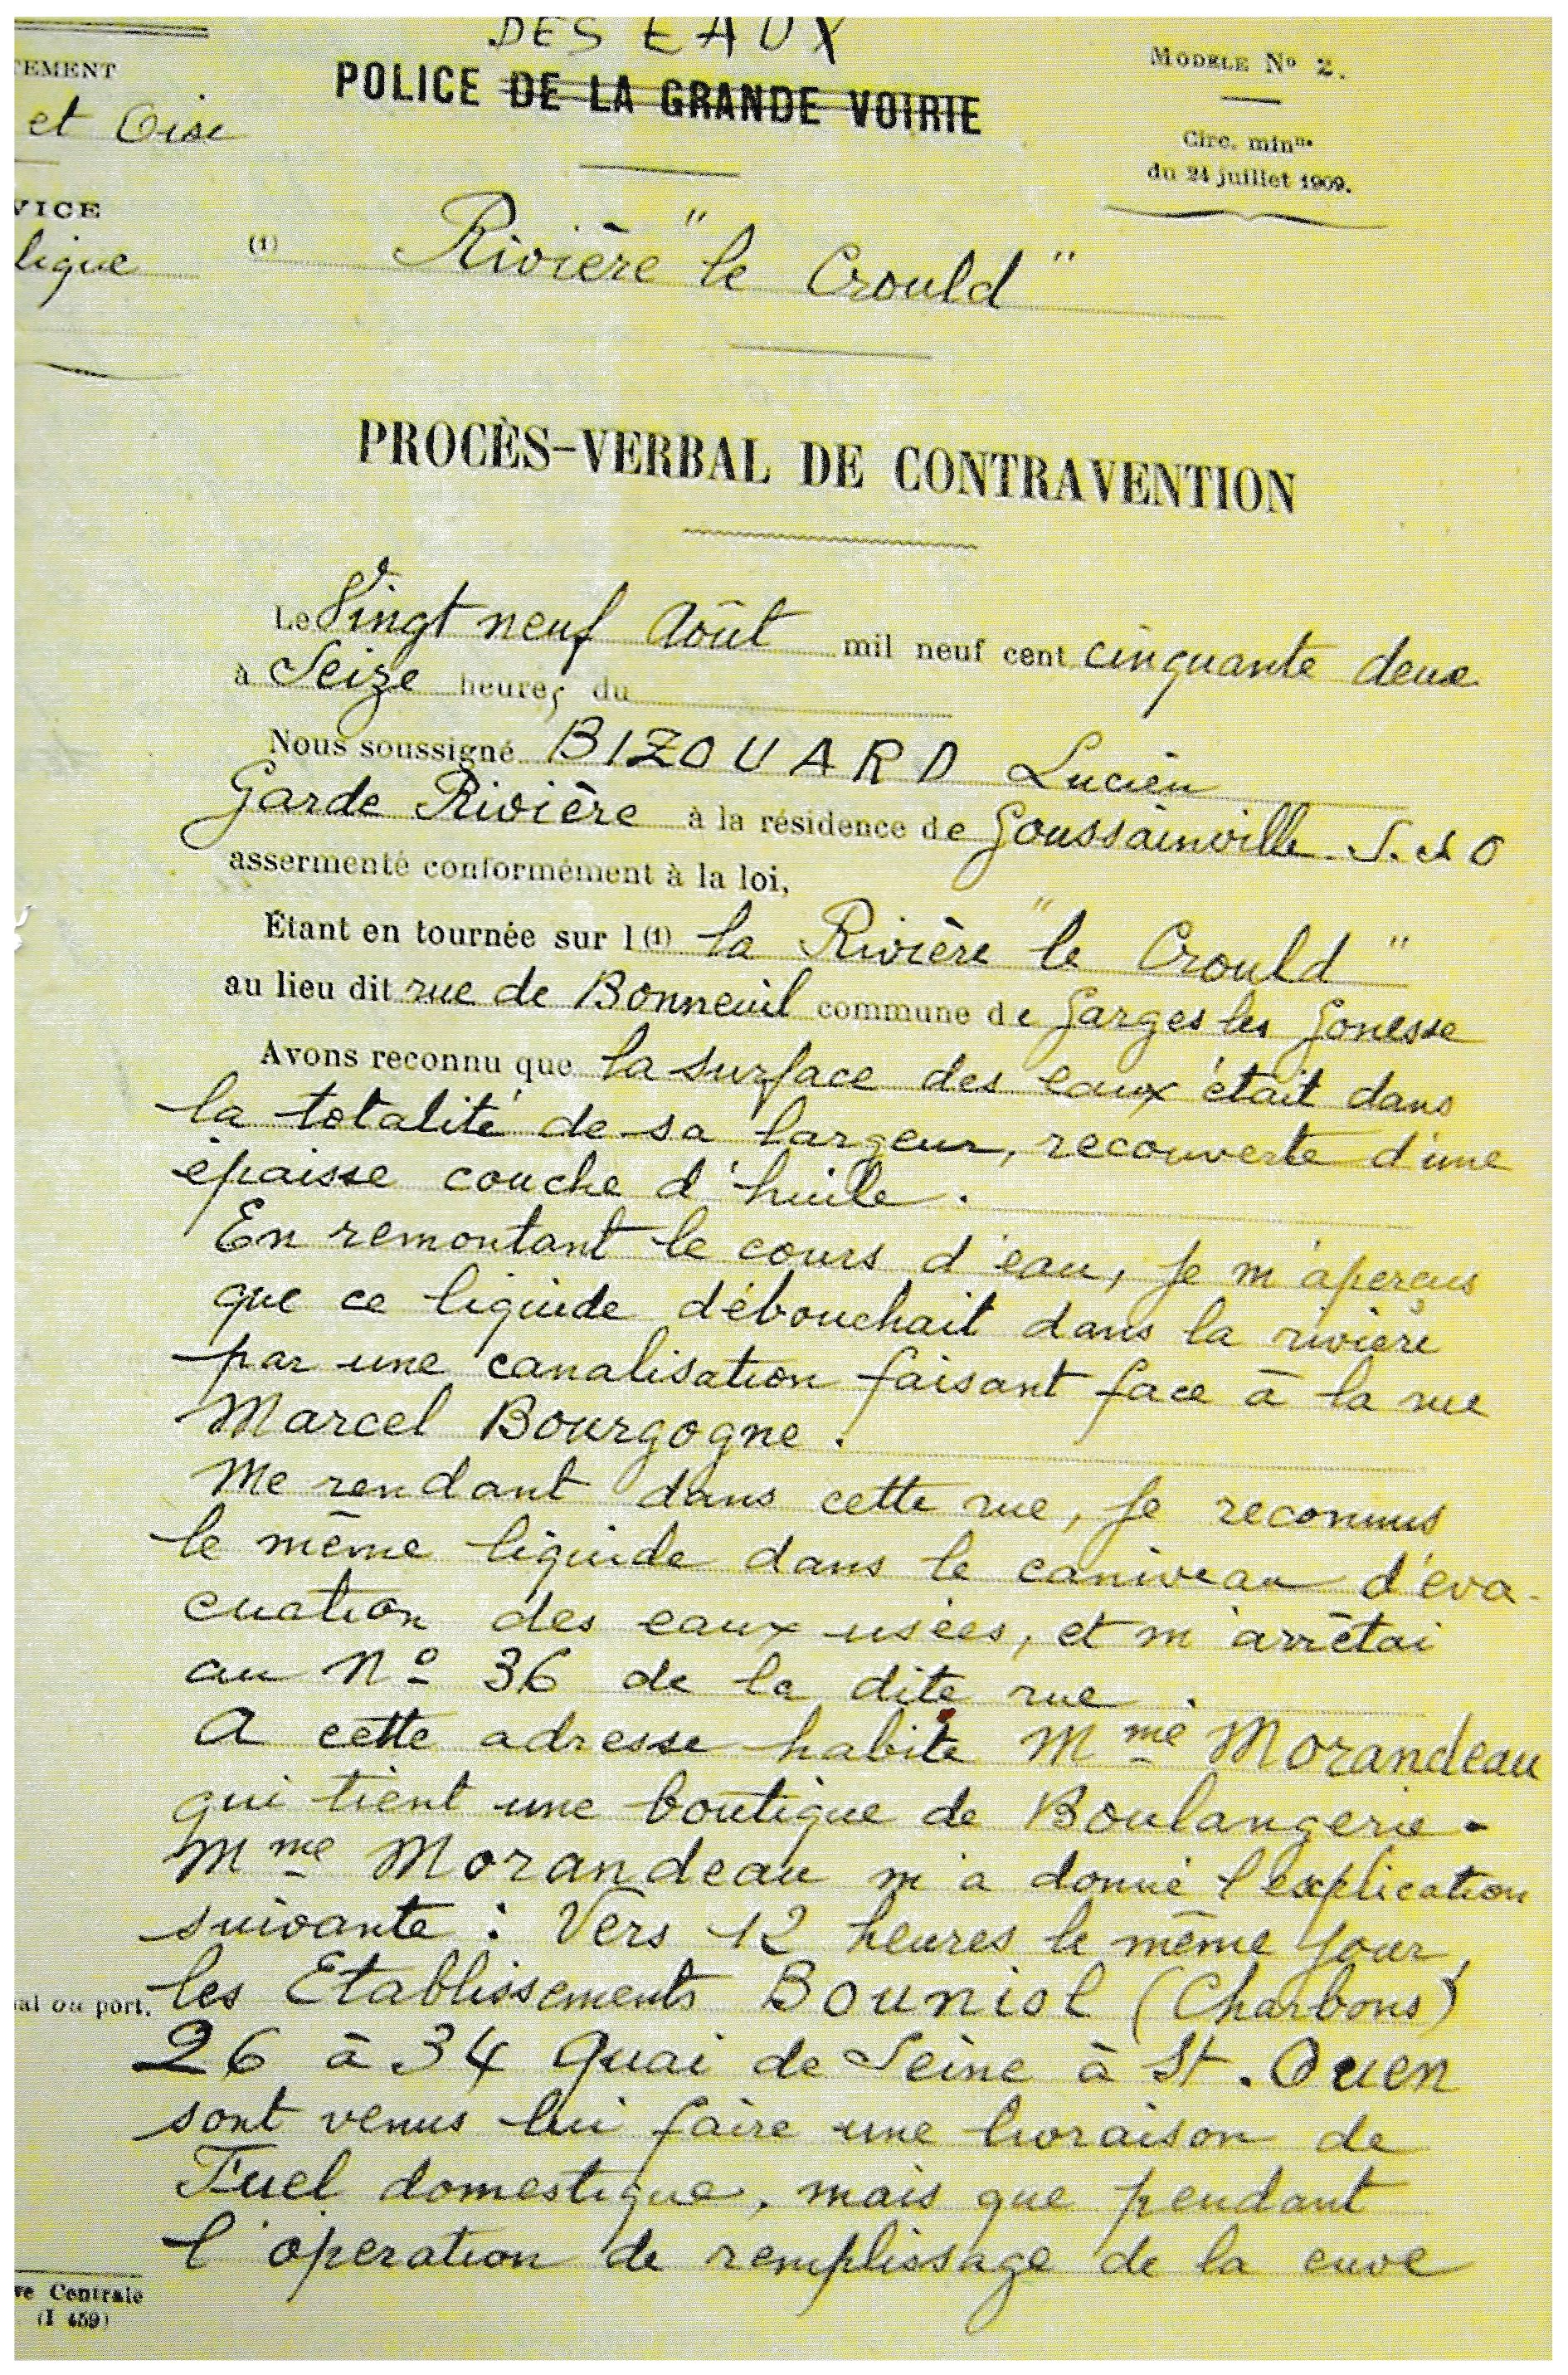 DES EAUX
TEMENT
POLICE DE LA GRANDE VOIRIE
MODÈLE Nº 2.
et Oise
Circ. minlle
du 24 juillet 1909.
VICE
lique
(1) Rivière "le Crould"
PROCÈS-VERBAL DE CONTRAVENTION
Le Vingt neuf Août mil neuf cent cinquante deux
à Seize heures du
Nous soussigné BIZOUARD Lucien
Garde Rivière à la résidence de Goussainville. S. et O
assermenté conformément à la loi,
Étant en tournée sur l (1) la Rivière "le Crould"
au lieu dit rue de Bonneuil commune de Garges les Gonesse
Avons reconnu que la surface des eaux était dans
la totalité de sa largeur, recouverte d'une
épaisse couche d'huile.
En remontant le cours d'eau, je m'aperçus
que ce liquide débouchait dans la rivière
par une canalisation faisant face à la rue
Marcel Bourgogne.
Me rendant dans cette rue, je reconnus
le même liquide dans le caniveau d'éva-
cuation des eaux usées, et m'arrêtai
au Nº 36 de la dite rue.
A cette adresse habite Mme Morandeau
qui tient une boutique de Boulangerie.
Mme Morandeau m'a donné l'explication
suivante : Vers 12 heures le même jour,
les Etablissements Bouniol (Charbons)
al ou port.
26 à 34 Quai de Seine à St. Ouen
sont venus lui faire une livraison de
Fuel domestique, mais que pendant
l'opération de remplissage de la cuve
ve Centrale
(I 459)